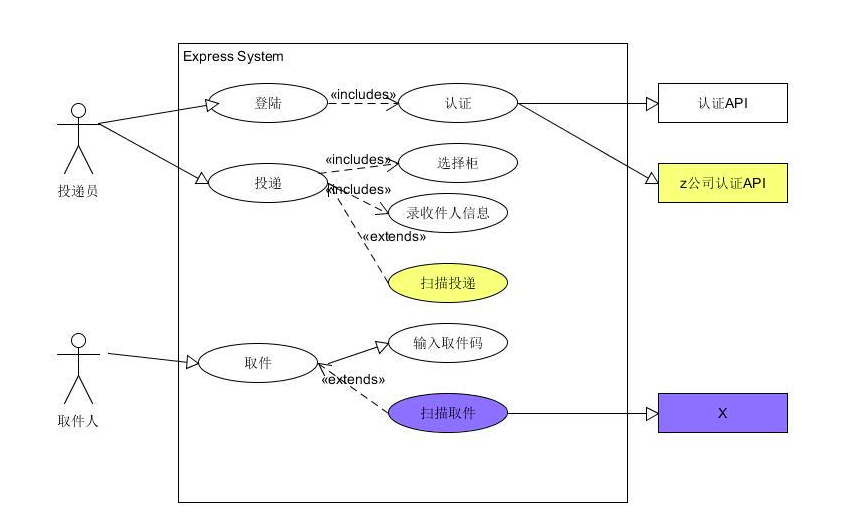 Express System
登陆
«includes»
认证
认证API
投递员
投递
«includes»
选择柜
z公司认证API
«includes»
录收件人信息
«extends»
扫描投递
取件人
取件
输入取件码
«extends»
扫描取件
X